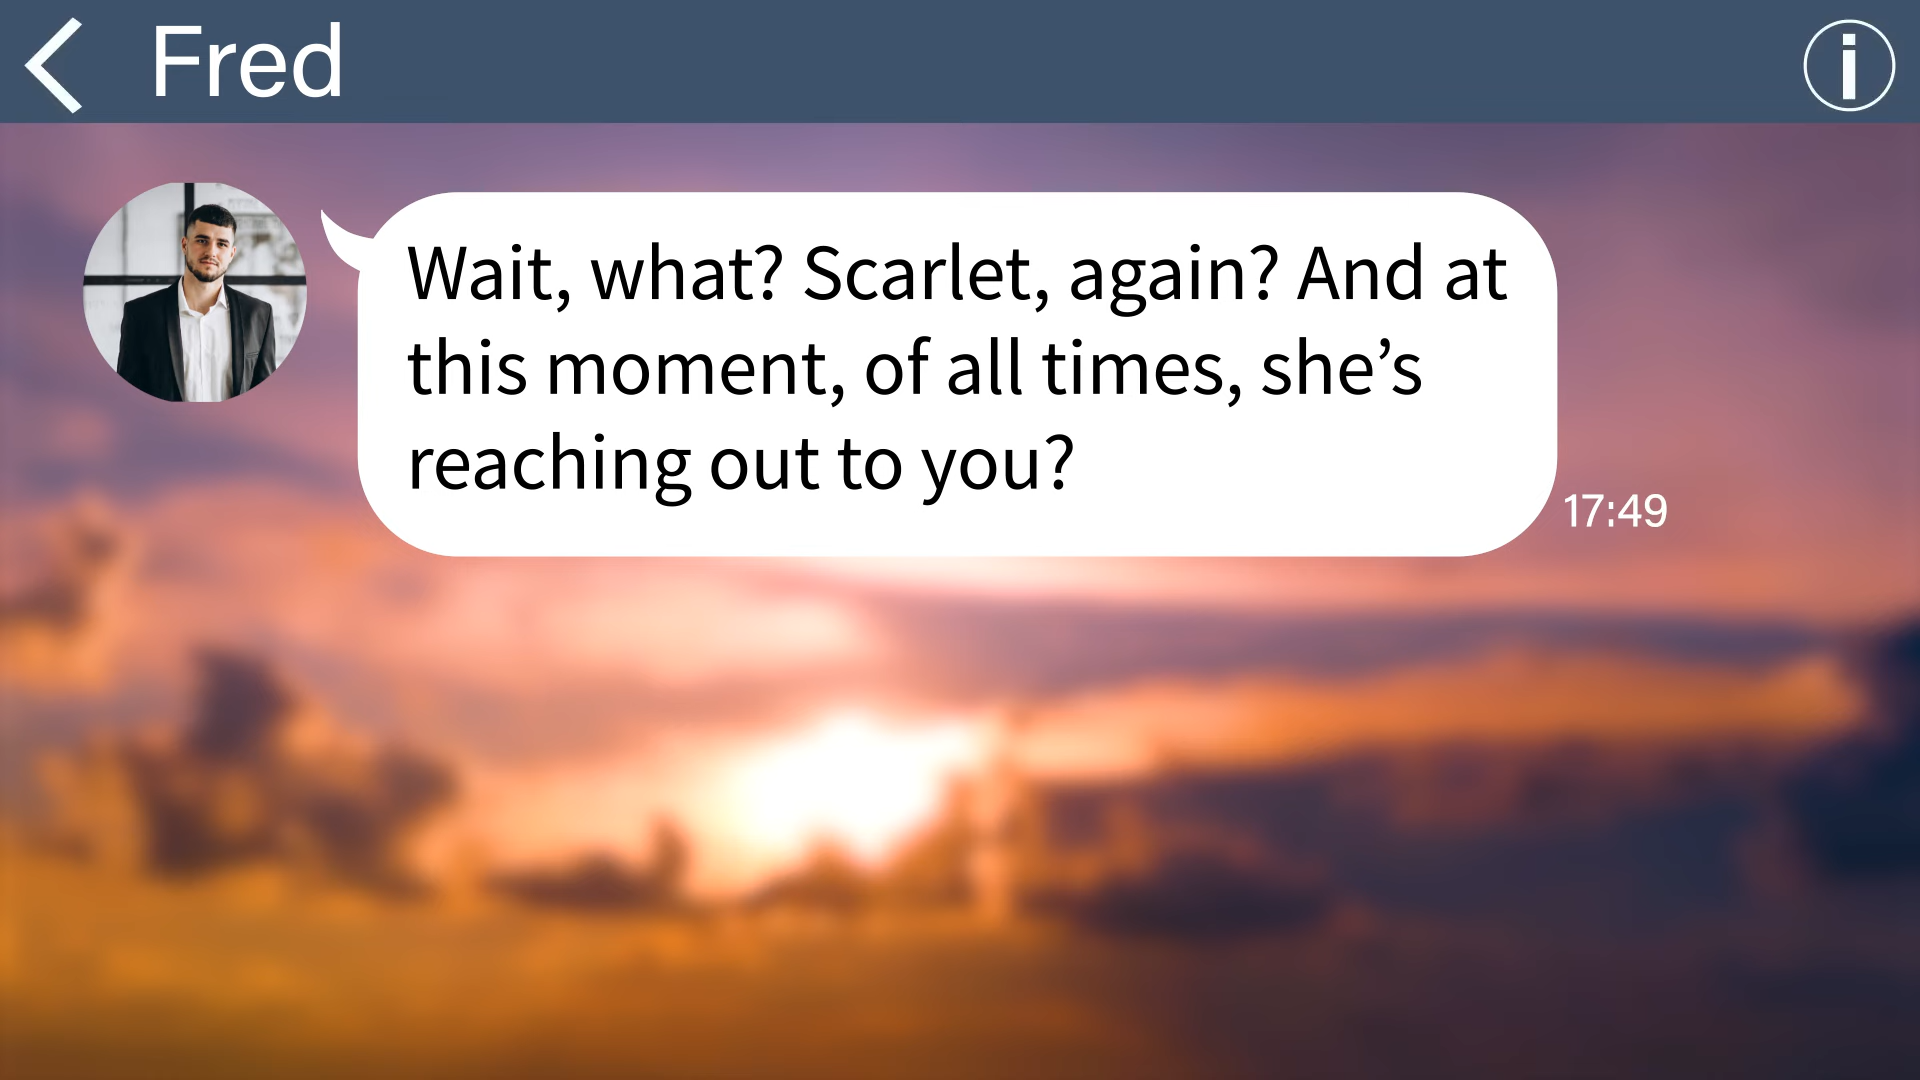 Fred
Wait, what? Scarlet, again? And at
this moment, of all times, she’s
reaching out to you?
17:49